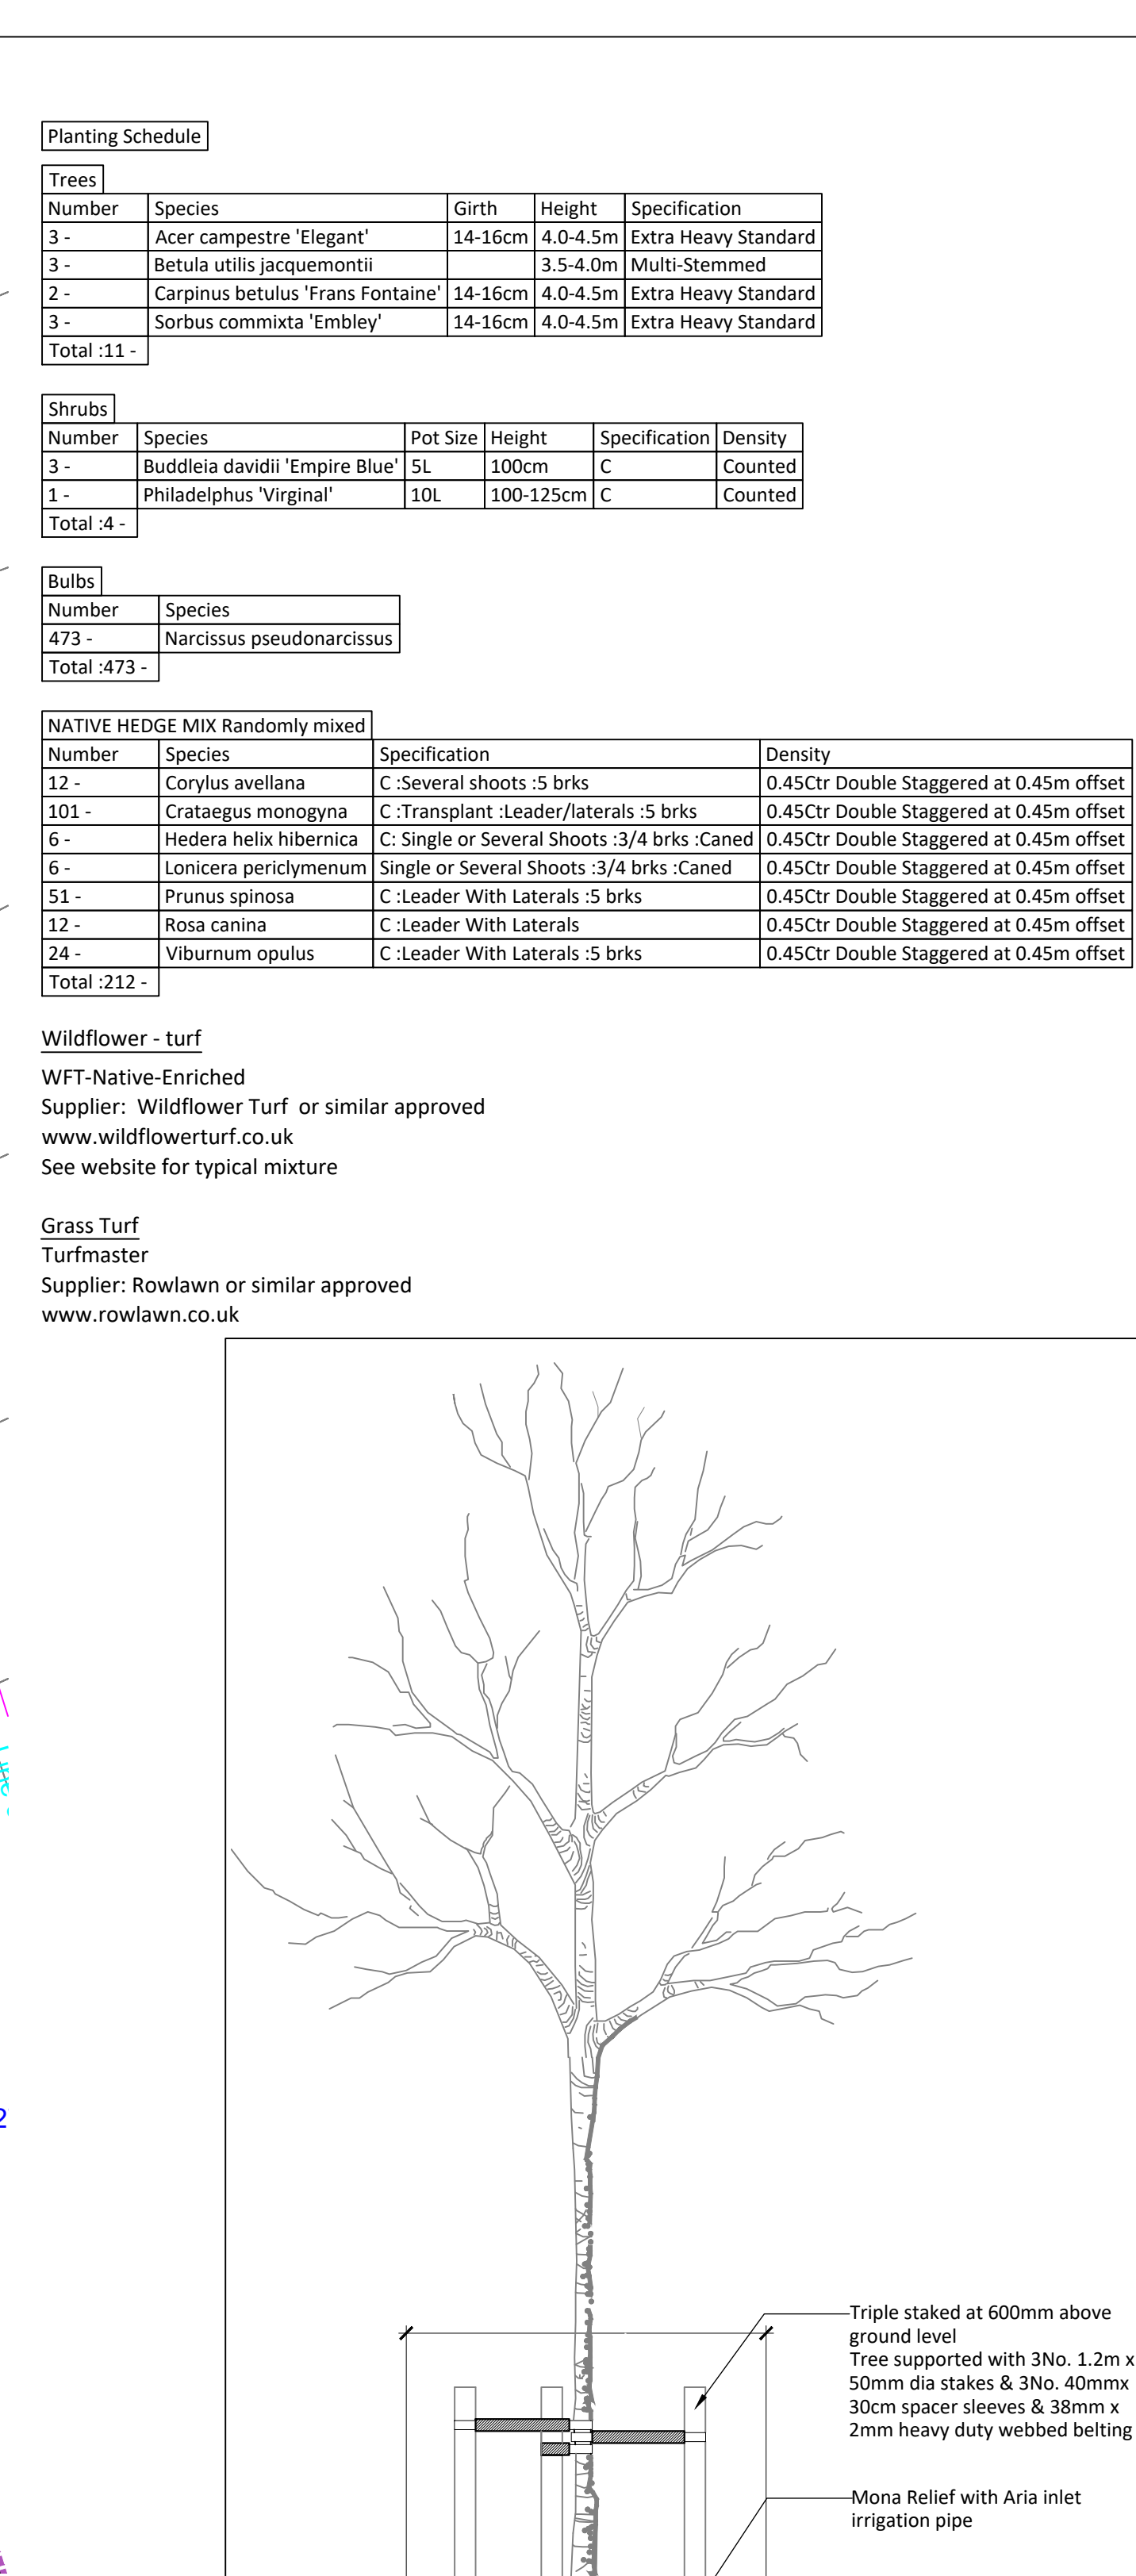 Planting Schedule
Trees
Number Species Girth Height Specification
3 - Acer campestre 'Elegant' 14-16cm 4.0-4.5m Extra Heavy Standard
3 - Betula utilis jacquemontii 3.5-4.0m Multi-Stemmed
2 - Carpinus betulus 'Frans Fontaine' 14-16cm 4.0-4.5m Extra Heavy Standard
3 - Sorbus commixta 'Embley' 14-16cm 4.0-4.5m Extra Heavy Standard
Total :11 -
Shrubs
Number Species Pot Size Height Specification Density
3 - Buddleia davidii 'Empire Blue' 5L 100cm C Counted
1 - Philadelphus 'Virginal' 10L 100-125cm C Counted
Total :4 -
Bulbs
Number Species
473 - Narcissus pseudonarcissus
Total :473 -
NATIVE HEDGE MIX Randomly mixed
Number Species Specification Density
12 - Corylus avellana C :Several shoots :5 brks 0.45Ctr Double Staggered at 0.45m offset
101 - Crataegus monogyna C :Transplant :Leader/laterals :5 brks 0.45Ctr Double Staggered at 0.45m offset
6 - Hedera helix hibernica C: Single or Several Shoots :3/4 brks :Caned 0.45Ctr Double Staggered at 0.45m offset
6 - Lonicera periclymenum Single or Several Shoots :3/4 brks :Caned 0.45Ctr Double Staggered at 0.45m offset
51 - Prunus spinosa C :Leader With Laterals :5 brks 0.45Ctr Double Staggered at 0.45m offset
12 - Rosa canina C :Leader With Laterals 0.45Ctr Double Staggered at 0.45m offset
24 - Viburnum opulus C :Leader With Laterals :5 brks 0.45Ctr Double Staggered at 0.45m offset
Total :212 -
Wildflower - turf
WFT-Native-Enriched
Supplier: Wildflower Turf or similar approved
www.wildflowerturf.co.uk
See website for typical mixture
Grass Turf
Turfmaster
Supplier: Rowlawn or similar approved
www.rowlawn.co.uk
2
Triple staked at 600mm above
ground level
Tree supported with 3No. 1.2m x
50mm dia stakes & 3No. 40mmx
30cm spacer sleeves & 38mm x
2mm heavy duty webbed belting
Mona Relief with Aria inlet
irrigation pipe